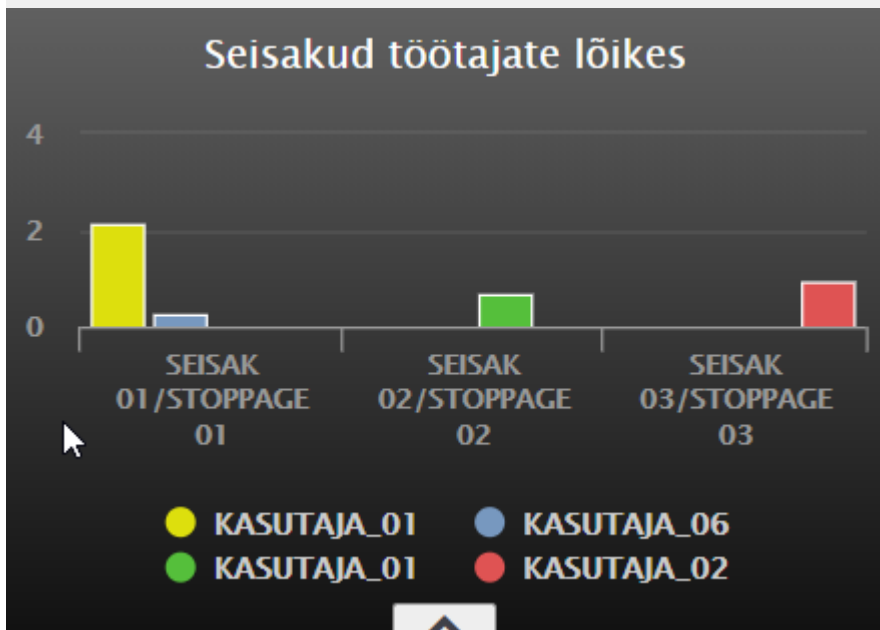 Seisakud töötajate lõikes
4
2
0
SEISAK
01/STOPPAGE
01
SEISAK
02/STOPPAGE
02
SEISAK
03/STOPPAGE
03
KASUTAJA_01
KASUTAJA_06
KASUTAJA_01
KASUTAJA_02